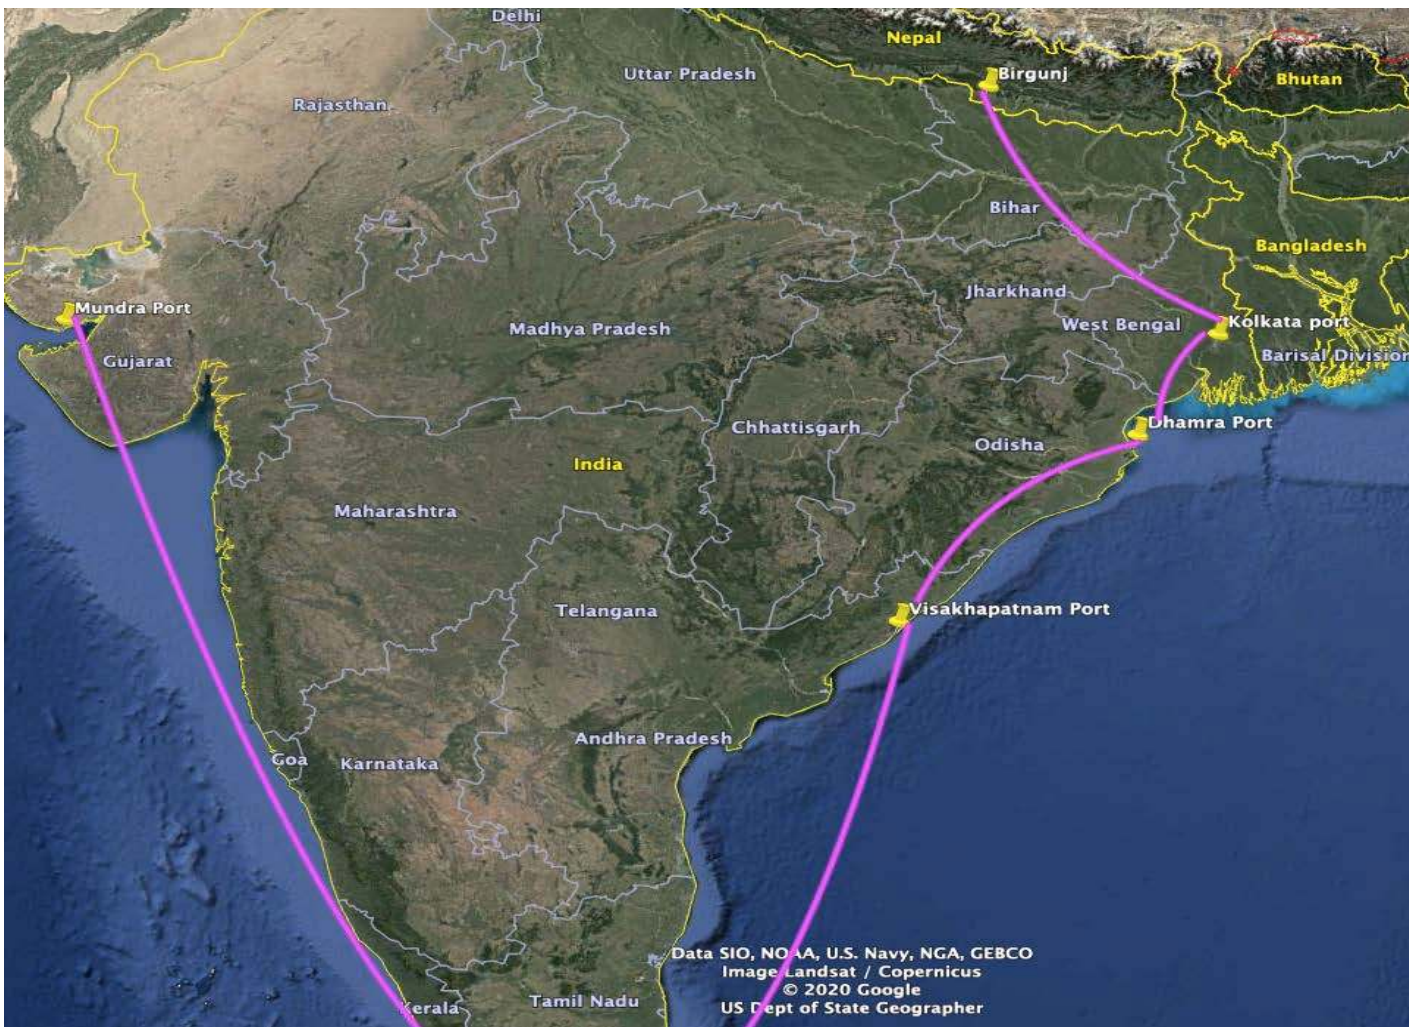 Delhi
Nepal
Uttar Pradesh
Birgunj
Bhutan
Rajasthan
Bihar
Bangladesh
Jharkhand
Mundra Port
Madhya Pradesh
West Bengal
Kolkata port
Gujarat
Barisal Division
Chhattisgarh
Dhamra Port
Odisha
India
Maharashtra
Telangana
Visakhapatnam Port
Andhra Pradesh
Goa
Karnataka
Data SIO, NOAA, U.S. Navy, NGA, GEBCO
Image Landsat / Copernicus
© 2020 Google
US Dept of State Geographer
Kerala
Tamil Nadu